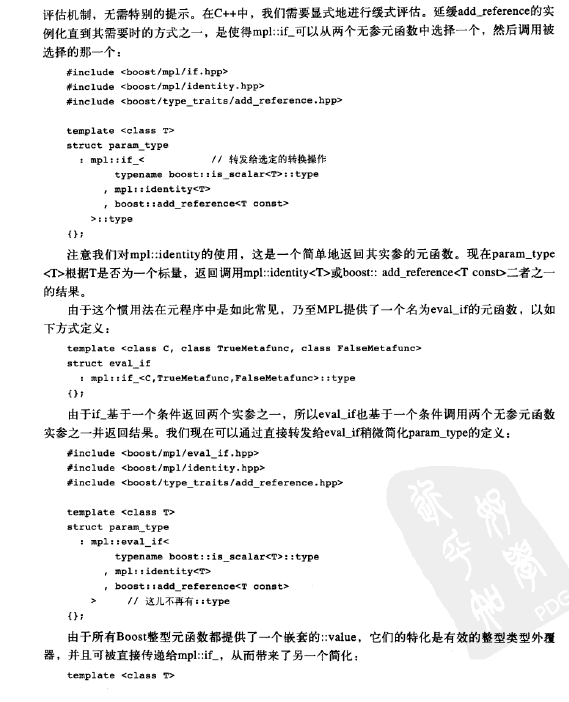 评估机制，无需特别的提示。在C++中，我们需要显式地进行缓式评估。延缓add_reference的实
例化直到其需要时的方式之一，是使得mpl::if_可以从两个无参元函数中选择一个，然后调用被
选择的那一个：
#include <boost/mpl/if.hpp>
#include <boost/mpl/identity.hpp>
#include <boost/type_traits/add_reference.hpp>
template <class T>
struct param_type
: mpl::if_< // 转发给选定的转换操作
typename boost::is_scalar<T>::type
, mpl::identity<T>
, boost::add_reference<T const>
>::type
{};
注意我们对mpl::identity的使用，这是一个简单地返回其实参的元函数。现在param_type
<T>根据T是否为一个标量，返回调用mpl::identity<T>或boost:: add_reference<T const>二者之一
的结果。
由于这个惯用法在元程序中是如此常见，乃至MPL提供了一个名为eval_if的元函数，以如
下方式定义：
template <class C, class TrueMetafunc, class FalseMetafunc>
struct eval_if
: mpl::if_<C,TrueMetafunc,FalseMetafunc>::type
{};
由于if_基于一个条件返回两个实参之一，所以eval_if也基于一个条件调用两个无参元函数
实参之一并返回结果。我们现在可以通过直接转发给eval_if稍微简化param_type的定义：
#include <boost/mpl/eval_if.hpp>
#include <boost/mpl/identity.hpp>
#include <boost/type_traits/add_reference.hpp>
template <class T>
struct param_type
: mpl::eval_if<
typename boost::is_scalar<T>::type
, mpl::identity<T>
, boost::add_reference<T const>
> // 这儿不再有::type
{};
由于所有Boost整型元函数都提供了一个嵌套的::value，它们的特化是有效的整型类型外覆
器，并且可被直接传递给mpl::if_，从而带来了另一个简化：
template <class T>
PDG